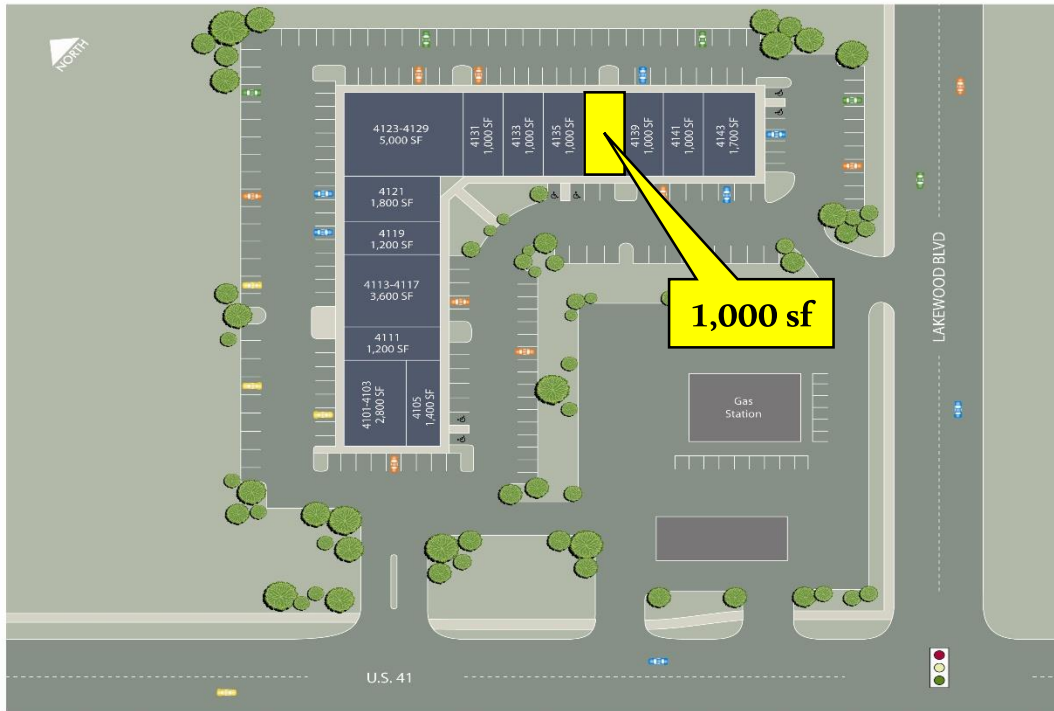 NORTH
4123-4129
5,000 SF
4131
1,000 SF
4133
1,000 SF
4135
1,000 SF
4139
1,000 SF
4141
1,000 SF
4143
1,700 SF
4121
1,800 SF
4119
1,200 SF
4113-4117
3,600 SF
4111
1,200 SF
4101-4103
2,800 SF
4105
1,400 SF
1,000 sf
Gas
Station
LAKEWOOD BLVD
U.S. 41